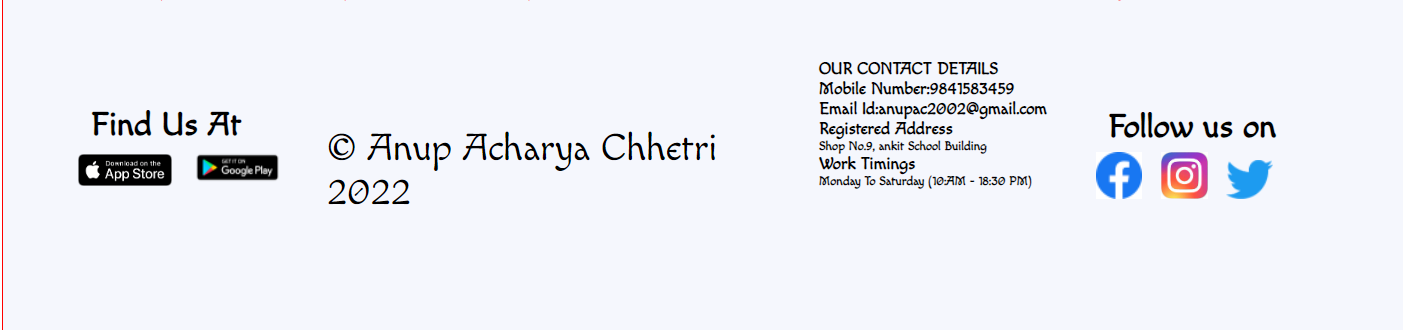 Find Us At
Download on the
App Store
GET IT ON
Google Play
© Anup Acharya Chhetri
2022
OUR CONTACT DETAILS
Mobile Number:9841583459
Email Id:anupac2002@gmail.com
Registered Address
Shop No.9, ankit School Building
Work Timings
Monday To Saturday (10:AM - 18:30 PM)
Follow us on